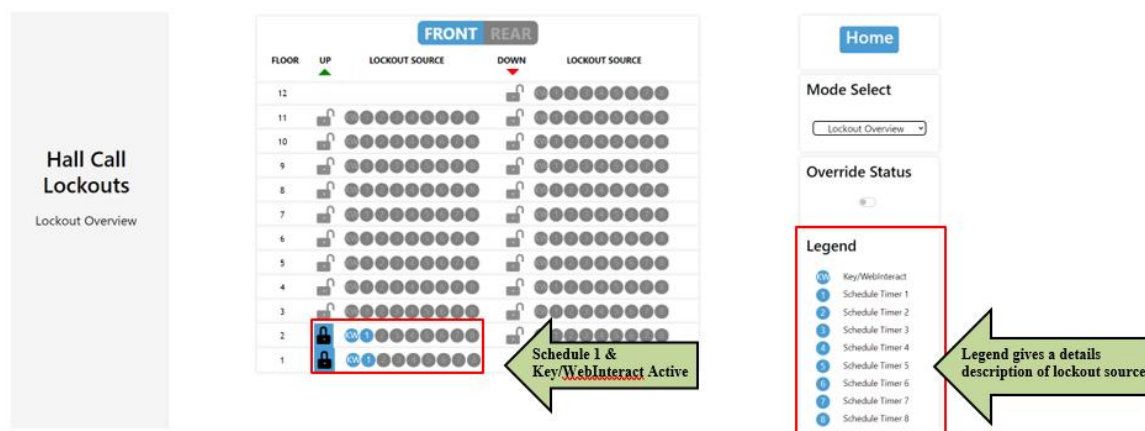 Hall Call
Lockouts
Lockout Overview
FRONT REAR
FLOOR UP LOCKOUT SOURCE DOWN LOCKOUT SOURCE
12
11
10
9
8
7
6
5
4
3
2 KW 1
1 KW 1
Schedule 1 &
Key/WebInteract Active
Home
Mode Select
Lockout Overview
Override Status
Legend
KW Key/WebInteract
1 Schedule Timer 1
2 Schedule Timer 2
3 Schedule Timer 3
4 Schedule Timer 4
5 Schedule Timer 5
6 Schedule Timer 6
7 Schedule Timer 7
8 Schedule Timer 8
Legend gives a details
description of lockout source